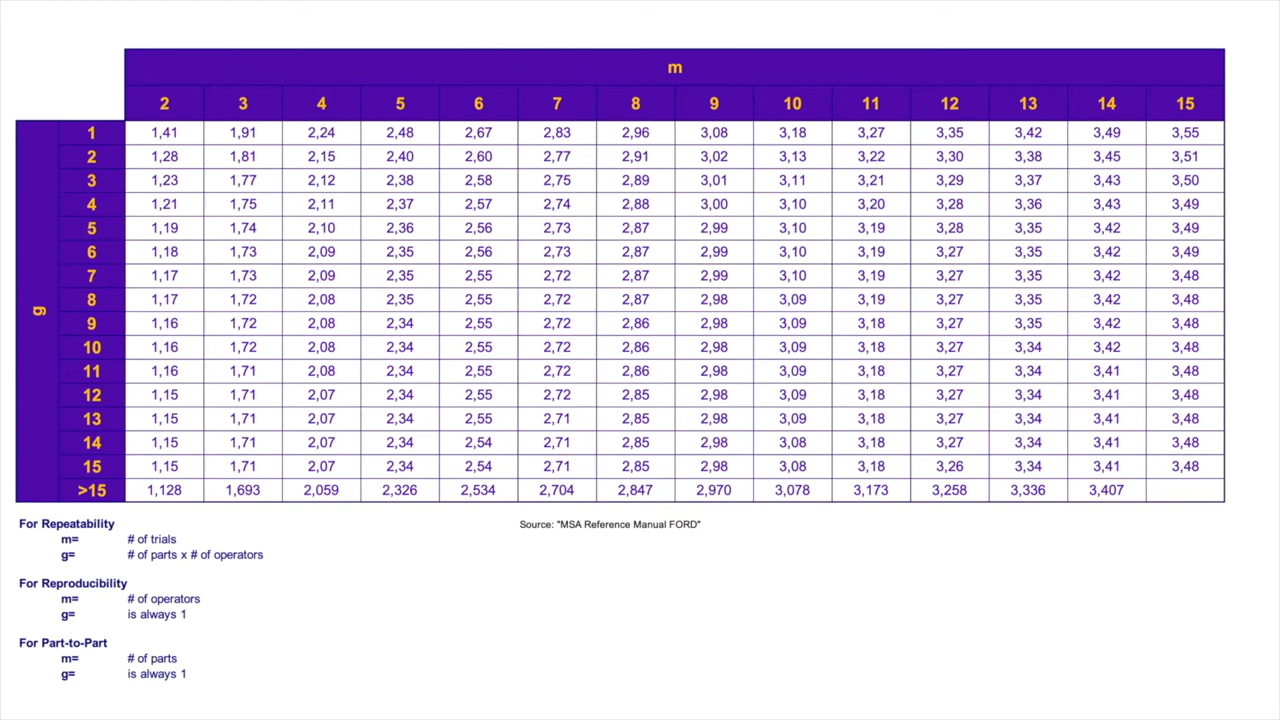 m
2 3 4 5 6 7 8 9 10 11 12 13 14 15
g
1 1,41 1,91 2,24 2,48 2,67 2,83 2,96 3,08 3,18 3,27 3,35 3,42 3,49 3,55
2 1,28 1,81 2,15 2,40 2,60 2,77 2,91 3,02 3,13 3,22 3,30 3,38 3,45 3,51
3 1,23 1,77 2,12 2,38 2,58 2,75 2,89 3,01 3,11 3,21 3,29 3,37 3,43 3,50
4 1,21 1,75 2,11 2,37 2,57 2,74 2,88 3,00 3,10 3,20 3,28 3,36 3,43 3,49
5 1,19 1,74 2,10 2,36 2,56 2,73 2,87 2,99 3,10 3,19 3,28 3,35 3,42 3,49
6 1,18 1,73 2,09 2,35 2,56 2,73 2,87 2,99 3,10 3,19 3,27 3,35 3,42 3,49
7 1,17 1,73 2,09 2,35 2,55 2,72 2,87 2,99 3,10 3,19 3,27 3,35 3,42 3,48
8 1,17 1,72 2,08 2,35 2,55 2,72 2,87 2,98 3,09 3,19 3,27 3,35 3,42 3,48
9 1,16 1,72 2,08 2,34 2,55 2,72 2,86 2,98 3,09 3,18 3,27 3,35 3,42 3,48
10 1,16 1,72 2,08 2,34 2,55 2,72 2,86 2,98 3,09 3,18 3,27 3,34 3,42 3,48
11 1,16 1,71 2,08 2,34 2,55 2,72 2,86 2,98 3,09 3,18 3,27 3,34 3,41 3,48
12 1,15 1,71 2,07 2,34 2,55 2,72 2,85 2,98 3,09 3,18 3,27 3,34 3,41 3,48
13 1,15 1,71 2,07 2,34 2,55 2,71 2,85 2,98 3,09 3,18 3,27 3,34 3,41 3,48
14 1,15 1,71 2,07 2,34 2,54 2,71 2,85 2,98 3,08 3,18 3,27 3,34 3,41 3,48
15 1,15 1,71 2,07 2,34 2,54 2,71 2,85 2,98 3,08 3,18 3,26 3,34 3,41 3,48
>15 1,128 1,693 2,059 2,326 2,534 2,704 2,847 2,970 3,078 3,173 3,258 3,336 3,407
For Repeatability
Source: "MSA Reference Manual FORD"
m= # of trials
g= # of parts x # of operators
For Reproducibility
m= # of operators
g= is always 1
For Part-to-Part
m= # of parts
g= is always 1